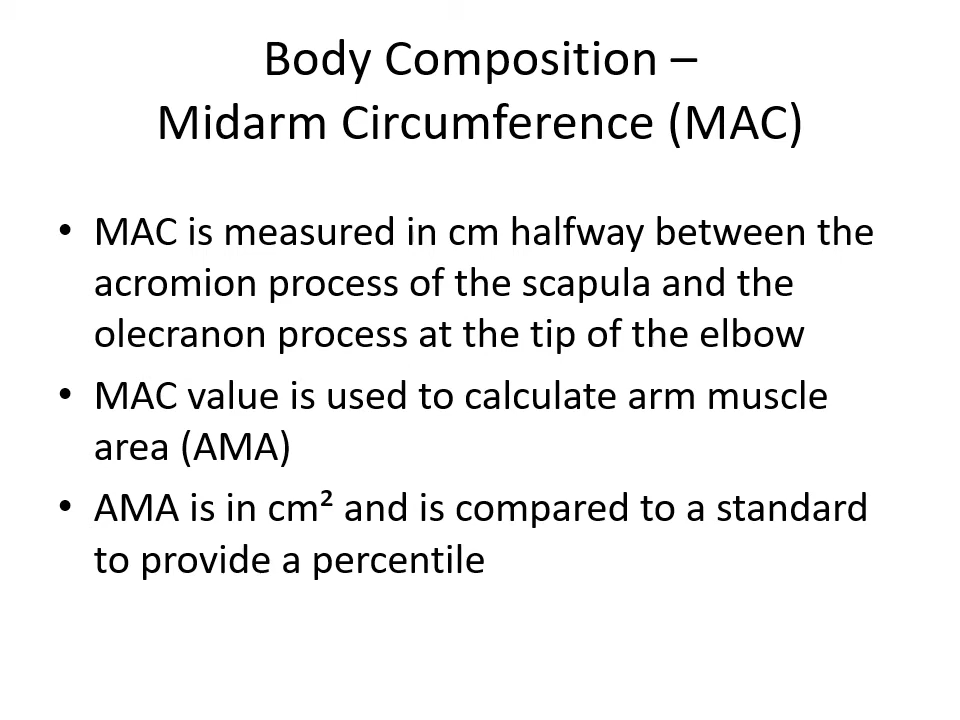 Body Composition –
Midarm Circumference (MAC)
• MAC is measured in cm halfway between the
acromion process of the scapula and the
olecranon process at the tip of the elbow
• MAC value is used to calculate arm muscle
area (AMA)
• AMA is in cm² and is compared to a standard
to provide a percentile